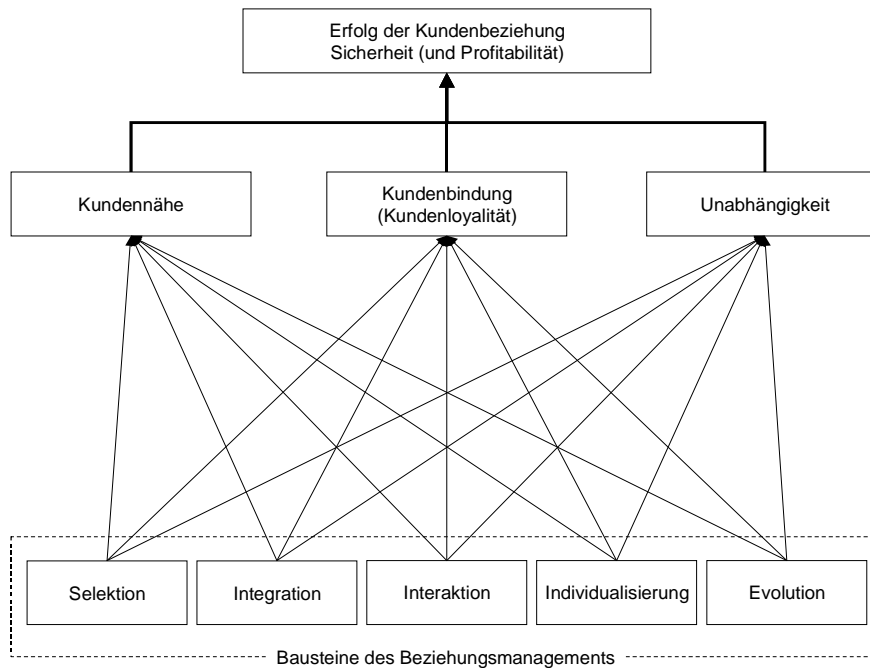 Erfolg der Kundenbeziehung
Sicherheit (und Profitabilität)
Kundennähe
Kundenbindung
(Kundenloyalität)
Unabhängigkeit
Selektion
Integration
Interaktion
Individualisierung
Evolution
Bausteine des Beziehungsmanagements